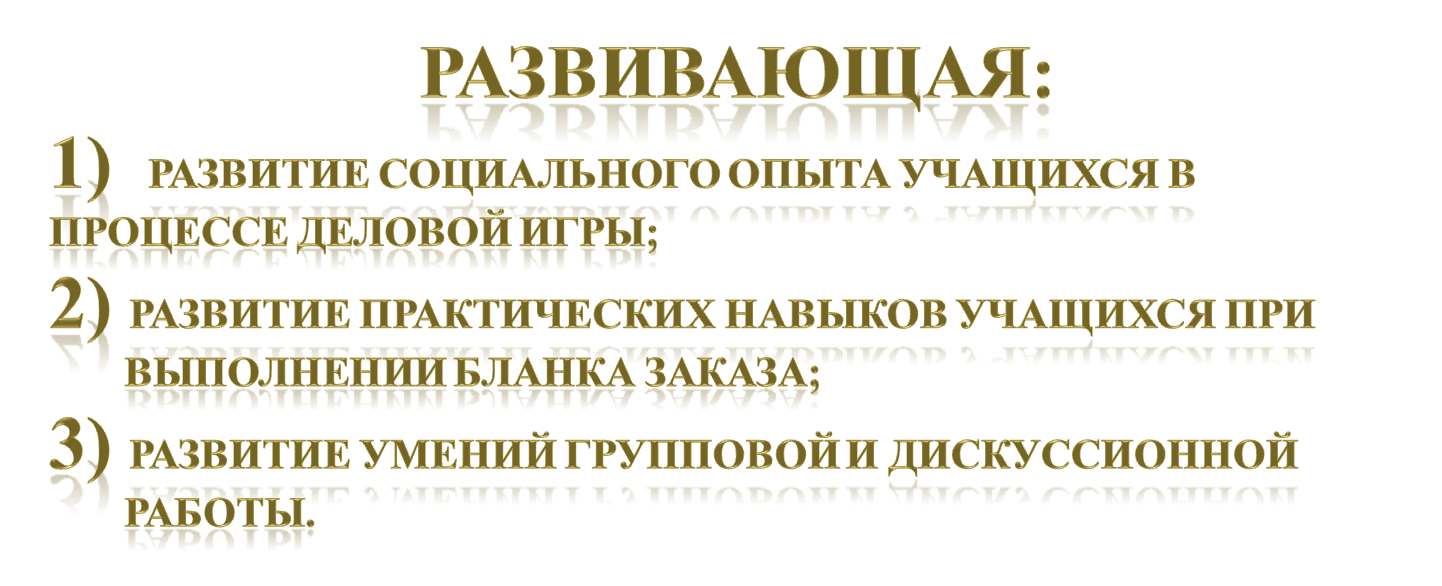 РАЗВИВАЮЩАЯ:
1) РАЗВИТИЕ СОЦИАЛЬНОГО ОПЫТА УЧАЩИХСЯ В
ПРОЦЕССЕ ДЕЛОВОЙ ИГРЫ;
2) РАЗВИТИЕ ПРАКТИЧЕСКИХ НАВЫКОВ УЧАЩИХСЯ ПРИ
ВЫПОЛНЕНИИ БЛАНКА ЗАКАЗА;
3) РАЗВИТИЕ УМЕНИЙ ГРУППОВОЙ И ДИСКУССИОННОЙ
РАБОТЫ.